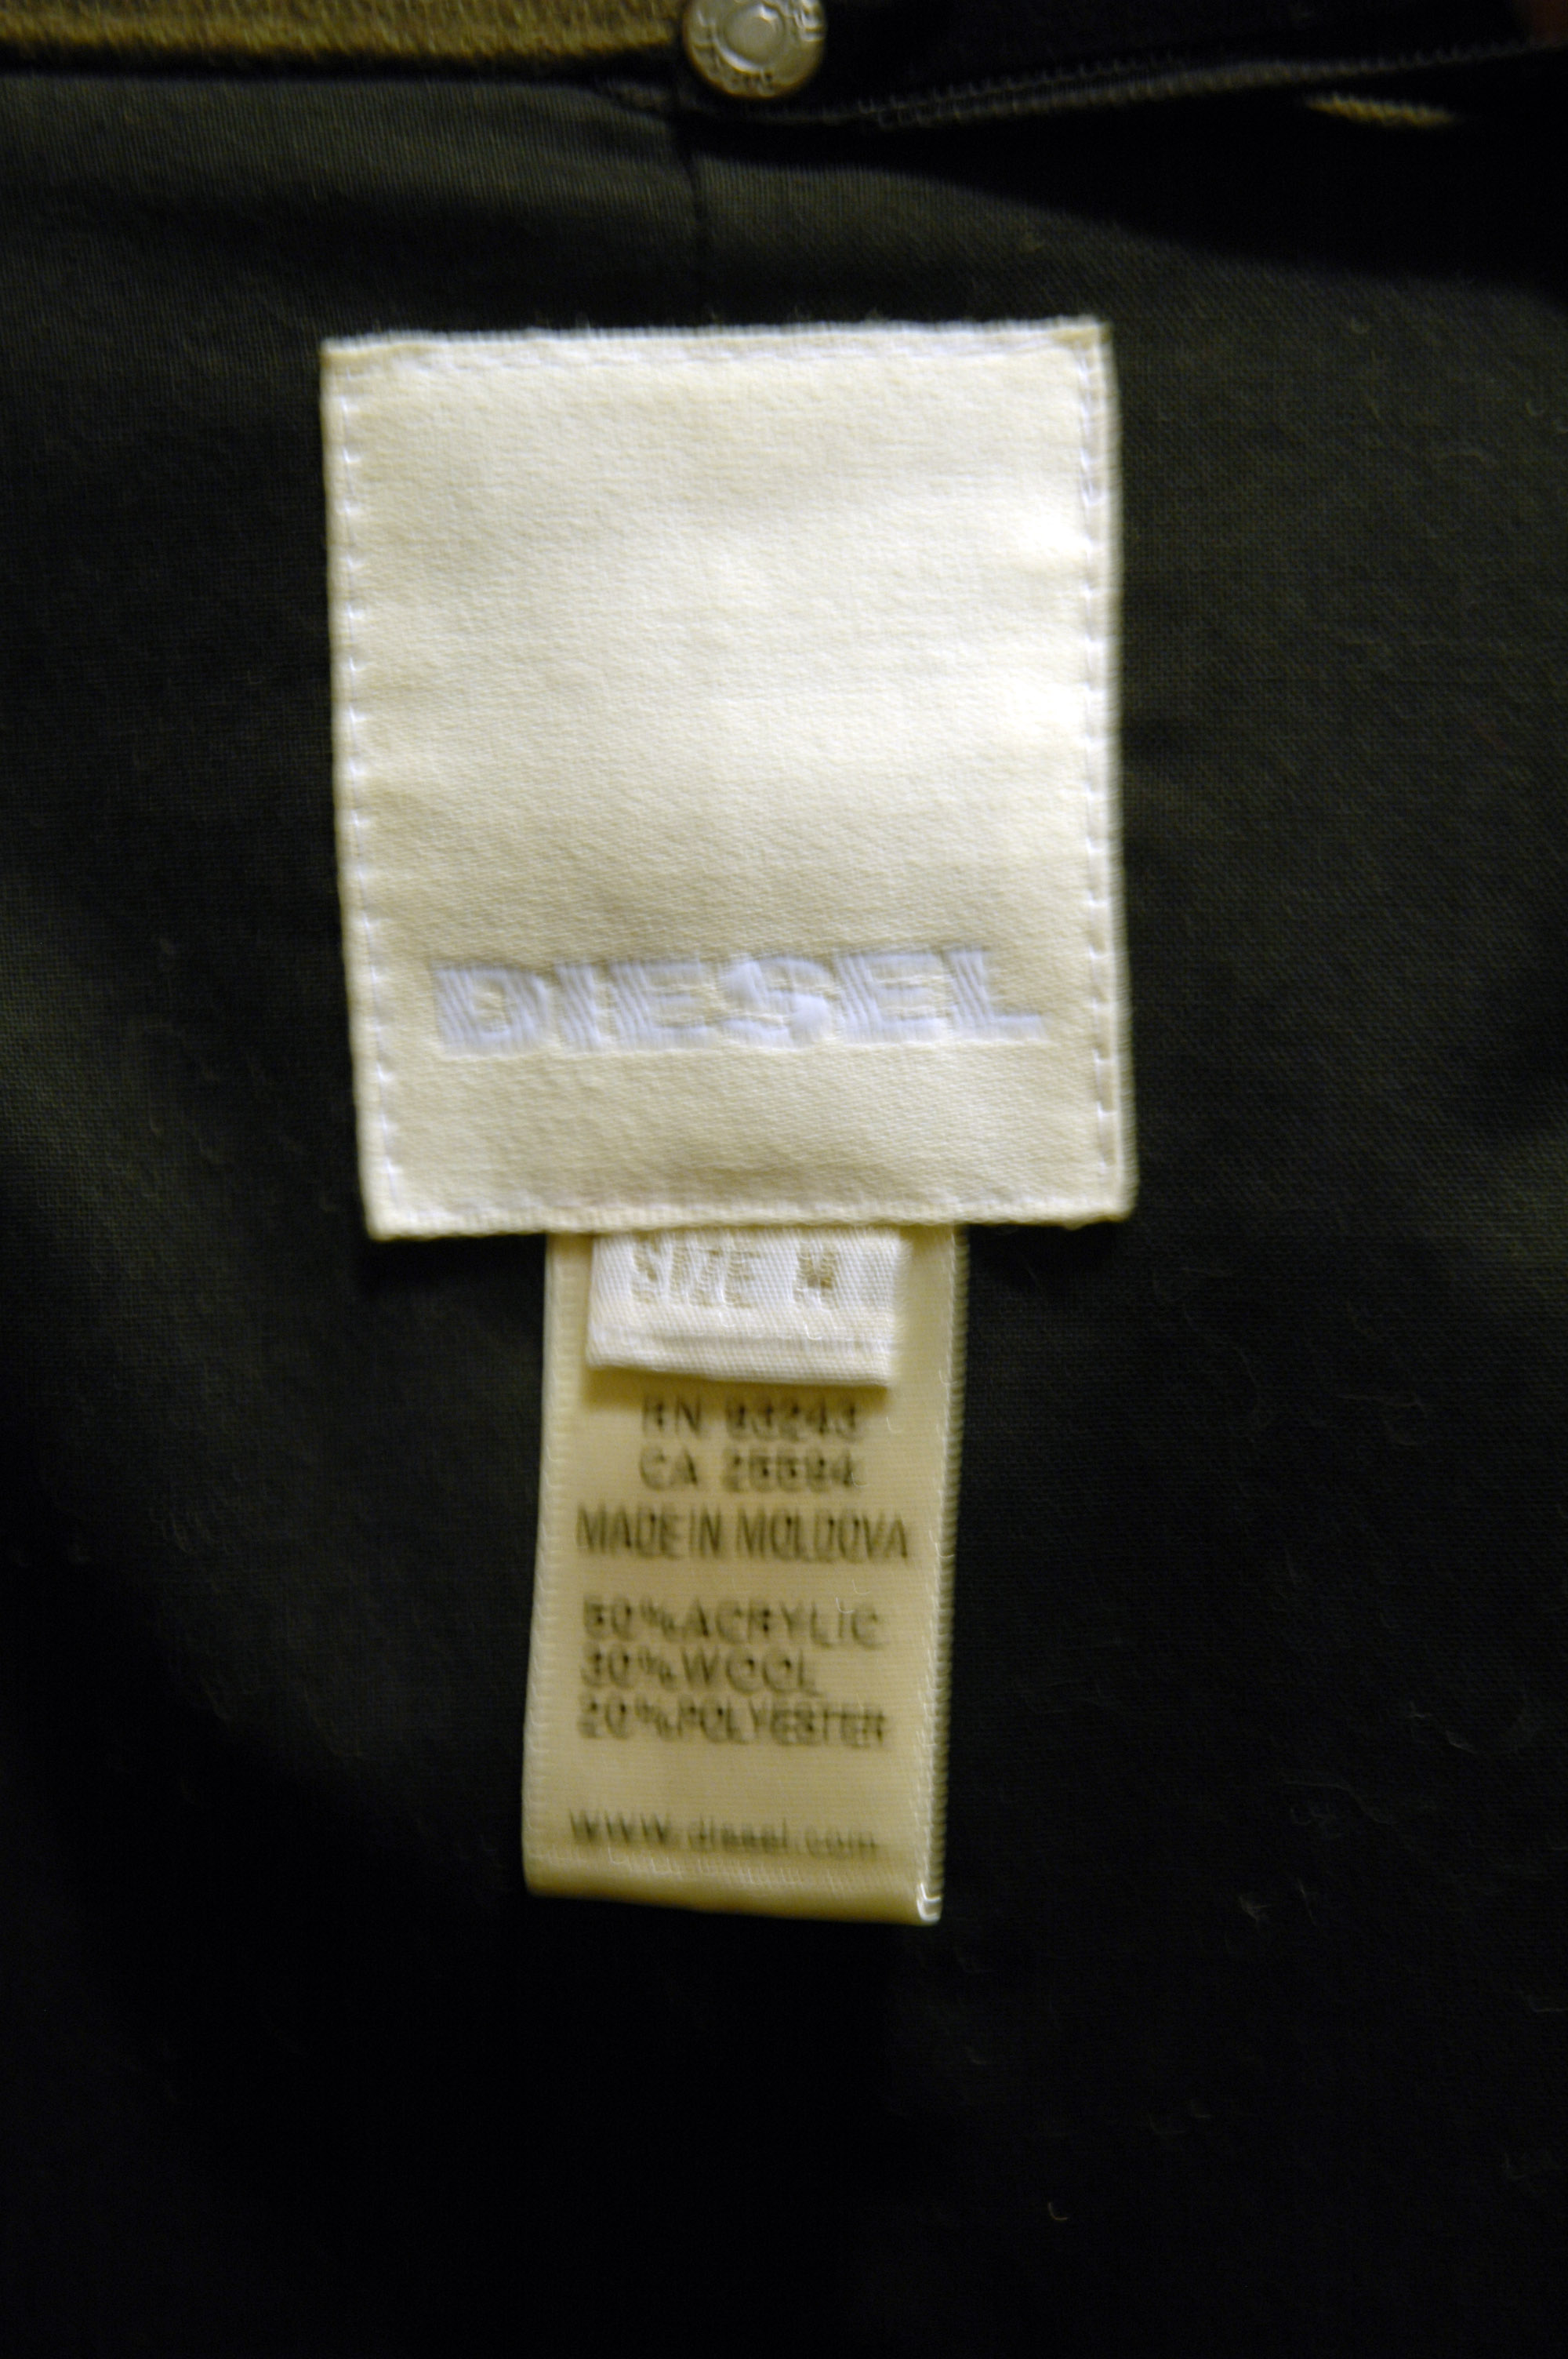 DIESEL
SIZE M
RN 93243
CA 25594
MADE IN MOLDOVA
50%ACRYLIC
30%WOOL
20%POLYESTER
www.diesel.com